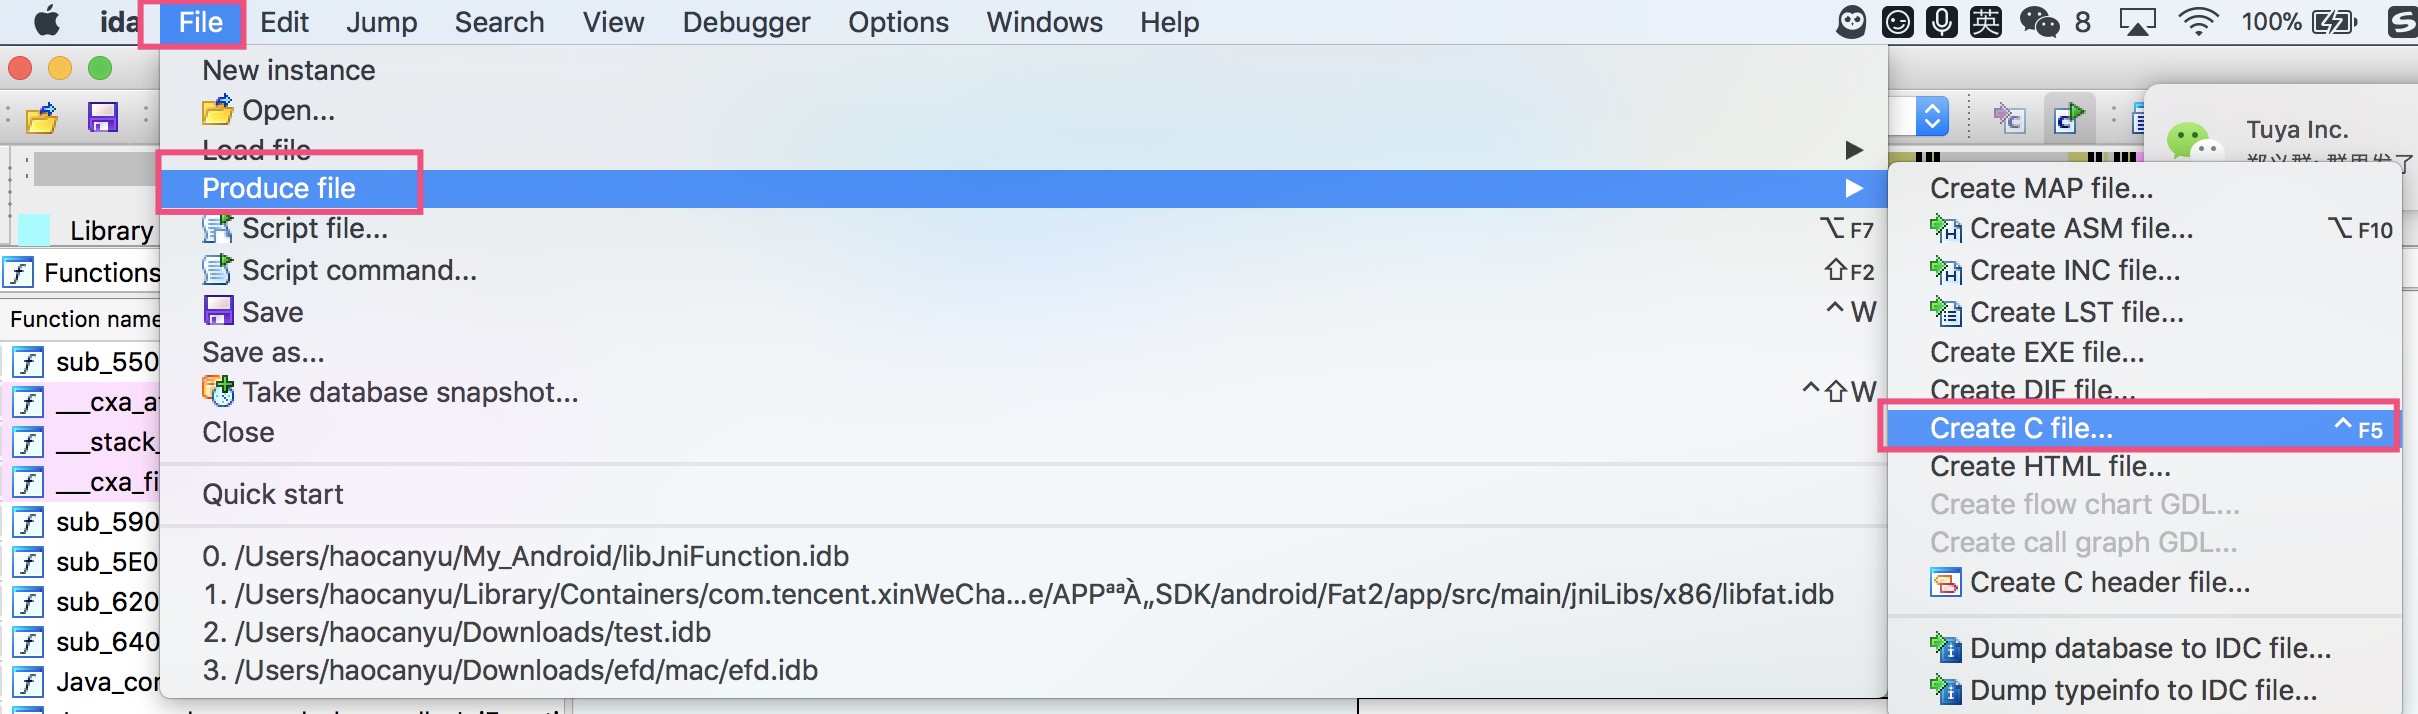 ida File Edit Jump Search View Debugger Options Windows Help 英 8 100%
New instance
Open...
Load file
Produce file
Script file... ⌥F7
Script command... ⇧F2
Save ^W
Save as...
Take database snapshot... ^⇧W
Close
Quick start
0. /Users/haocanyu/My_Android/libJniFunction.idb
1. /Users/haocanyu/Library/Containers/com.tencent.xinWeCha...e/APPªªÀ„SDK/android/Fat2/app/src/main/jniLibs/x86/libfat.idb
2. /Users/haocanyu/Downloads/test.idb
3. /Users/haocanyu/Downloads/efd/mac/efd.idb
Create MAP file...
Create ASM file... ⌥F10
Create INC file...
Create LST file...
Create EXE file...
Create DIF file...
Create C file... ^F5
Create HTML file...
Create flow chart GDL...
Create call graph GDL...
Create C header file...
Dump database to IDC file...
Dump typeinfo to IDC file...
Tuya Inc.
Library
Functions
Function name
sub_550
___cxa_a
___stack_
___cxa_fi
sub_590
sub_5E0
sub_620
sub_640
Java_co